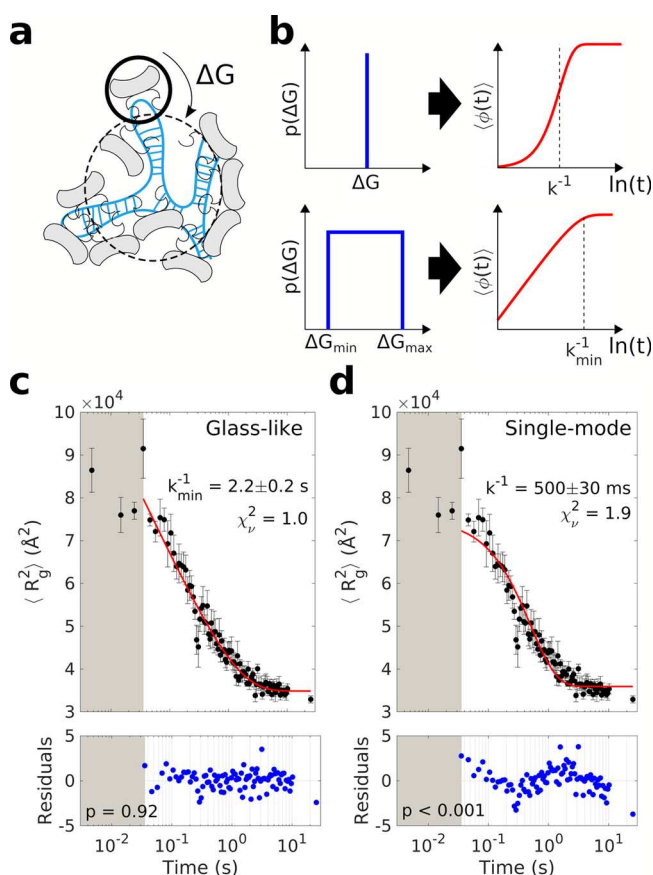 a
ΔG
b
p(ΔG)
ΔG
⟨ϕ(t)⟩
k⁻¹
ln(t)
p(ΔG)
ΔGmin
ΔGmax
⟨ϕ(t)⟩
k⁻¹min
ln(t)
c
×10⁴
Glass-like
k⁻¹min = 2.2±0.2 s
χ²ν = 1.0
⟨ R²g⟩ (Å²)
10
9
8
7
6
5
4
3
Residuals
5
0
-5
p = 0.92
10⁻² 10⁻¹ 10⁰ 10¹
Time (s)
d
×10⁴
Single-mode
k⁻¹ = 500±30 ms
χ²ν = 1.9
⟨ R²g⟩ (Å²)
10
9
8
7
6
5
4
3
Residuals
5
0
-5
p < 0.001
10⁻² 10⁻¹ 10⁰ 10¹
Time (s)